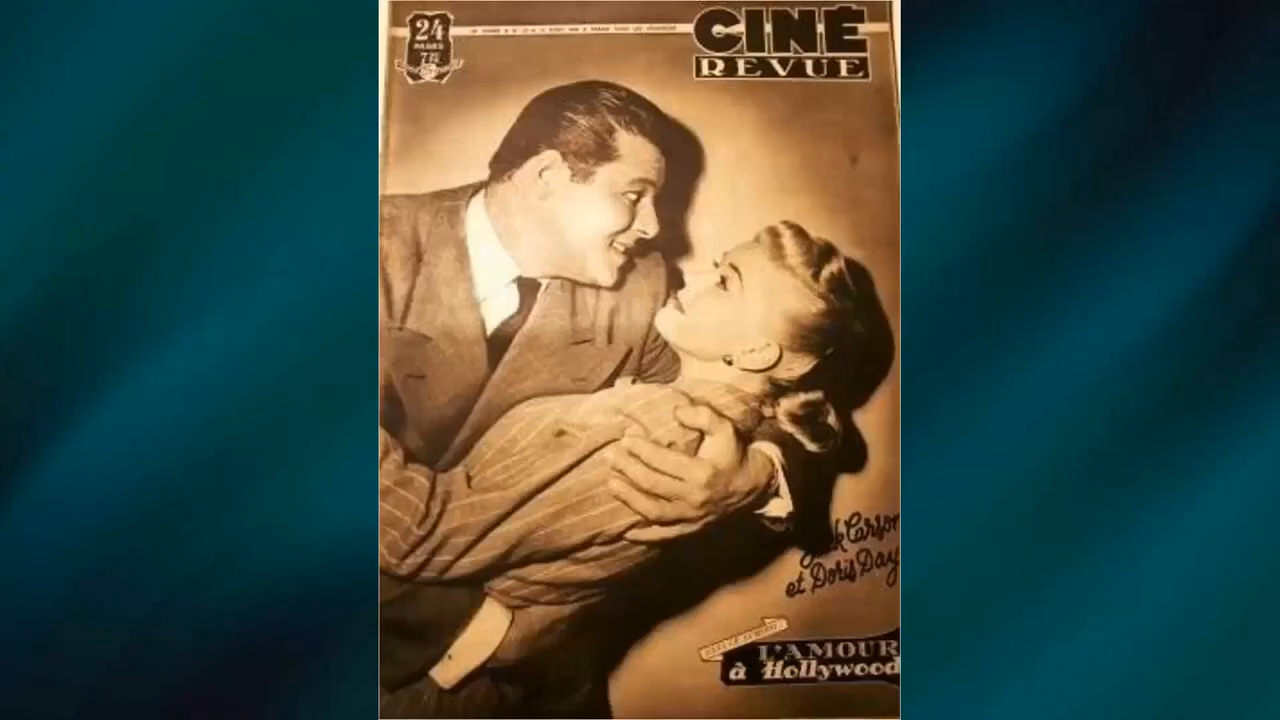 24
PAGES
CINÉ
REVUE
Jack Carson
et Doris Day
L'AMOUR
à Hollywood